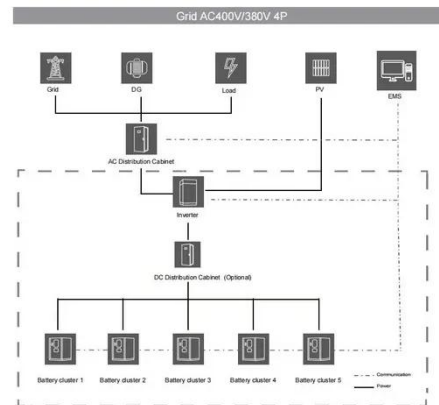 Grid AC400V/380V 4P
Grid
DG
Load
PV
EMS
AC Distribution Cabinet
Inverter
DC Distribution Cabinet (Optional)
Battery cluster 1
Battery cluster 2
Battery cluster 3
Battery cluster 4
Battery cluster 5
Communication
Power